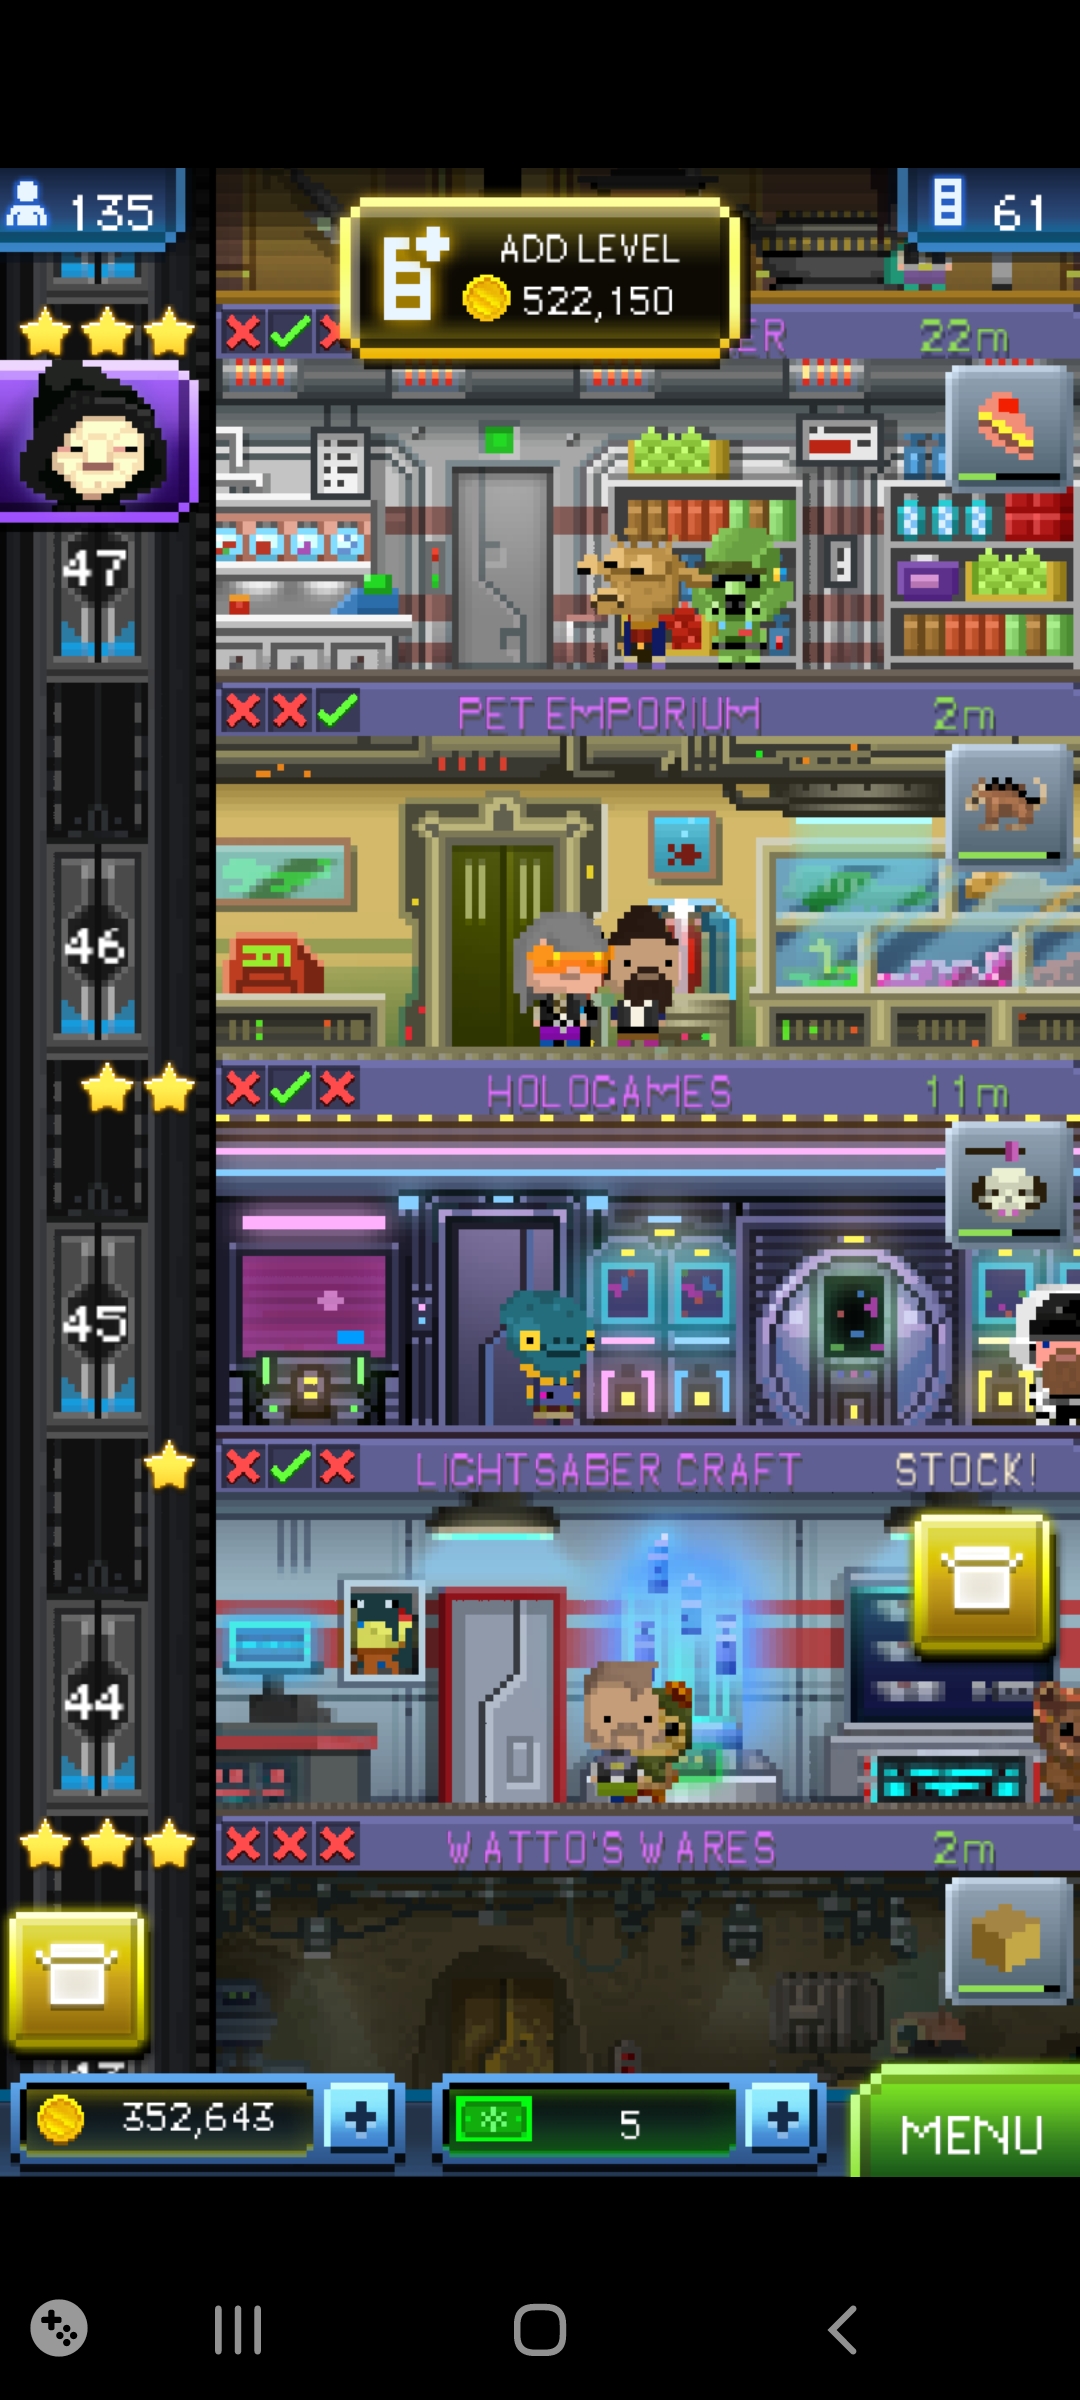 135
ADD LEVEL
522,150
61
ER 22m
47
PET EMPORIUM 2m
46
HOLOGAMES 11m
45
LIGHTSABER CRAFT STOCK!
44
WATTO'S WARES 2m
352,643
5
MENU